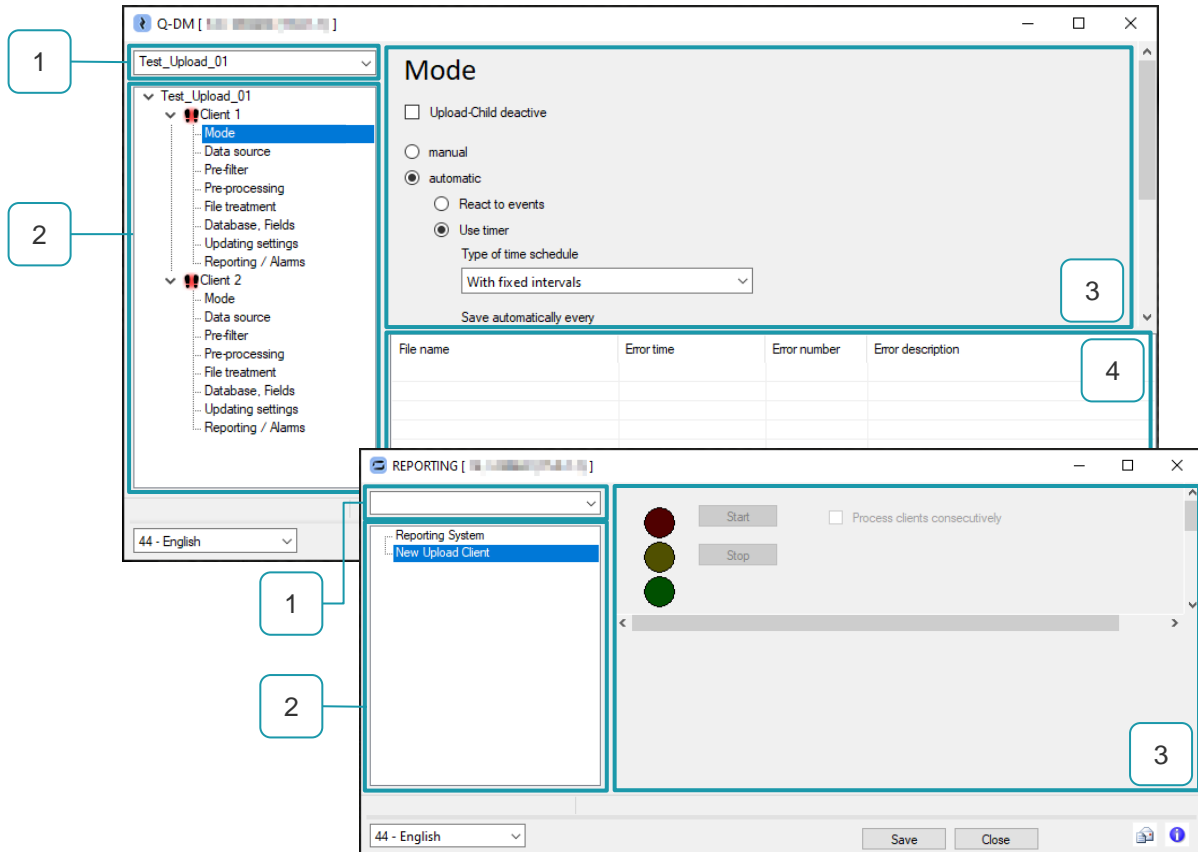 Q-DM [ ]
1
Test_Upload_01
Test_Upload_01
Client 1
Mode
Data source
Pre-filter
Pre-processing
File treatment
Database, Fields
Updating settings
Reporting / Alarms
Client 2
Mode
Data source
Pre-filter
Pre-processing
File treatment
Database, Fields
Updating settings
Reporting / Alarms
2
44 - English
Mode
Upload-Child deactive
manual
automatic
React to events
Use timer
Type of time schedule
With fixed intervals
Save automatically every
3
File name Error time Error number Error description
4
REPORTING [ ]
1
Reporting System
New Upload Client
2
Start Process clients consecutively
Stop
3
44 - English
Save Close